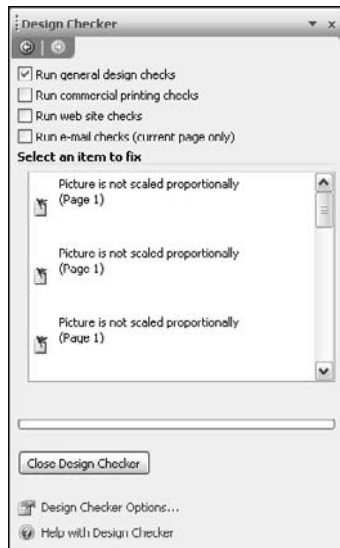 Design Checker
Run general design checks
Run commercial printing checks
Run web site checks
Run e-mail checks (current page only)
Select an item to fix
Picture is not scaled proportionally
(Page 1)
Picture is not scaled proportionally
(Page 1)
Picture is not scaled proportionally
(Page 1)
Close Design Checker
Design Checker Options...
Help with Design Checker